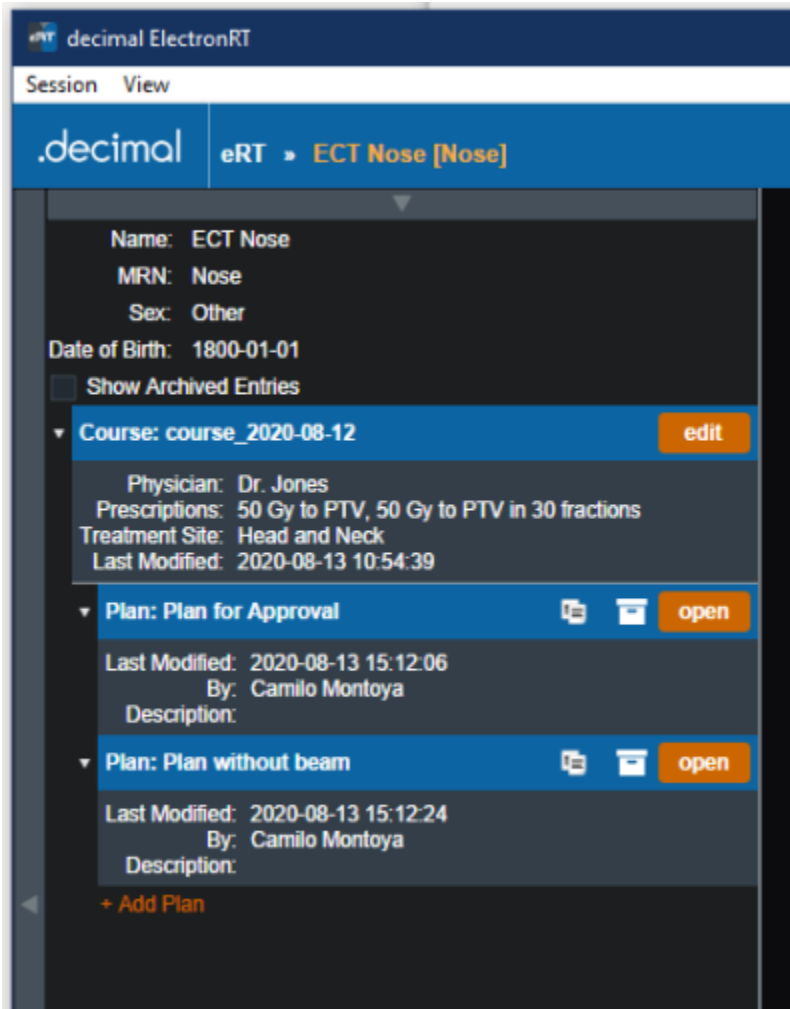 decimal ElectronRT
Session View
.decimal eRT » ECT Nose [Nose]
Name: ECT Nose
MRN: Nose
Sex: Other
Date of Birth: 1800-01-01
Show Archived Entries
Course: course_2020-08-12 edit
Physician: Dr. Jones
Prescriptions: 50 Gy to PTV, 50 Gy to PTV in 30 fractions
Treatment Site: Head and Neck
Last Modified: 2020-08-13 10:54:39
Plan: Plan for Approval open
Last Modified: 2020-08-13 15:12:06
By: Camilo Montoya
Description:
Plan: Plan without beam open
Last Modified: 2020-08-13 15:12:24
By: Camilo Montoya
Description:
+ Add Plan